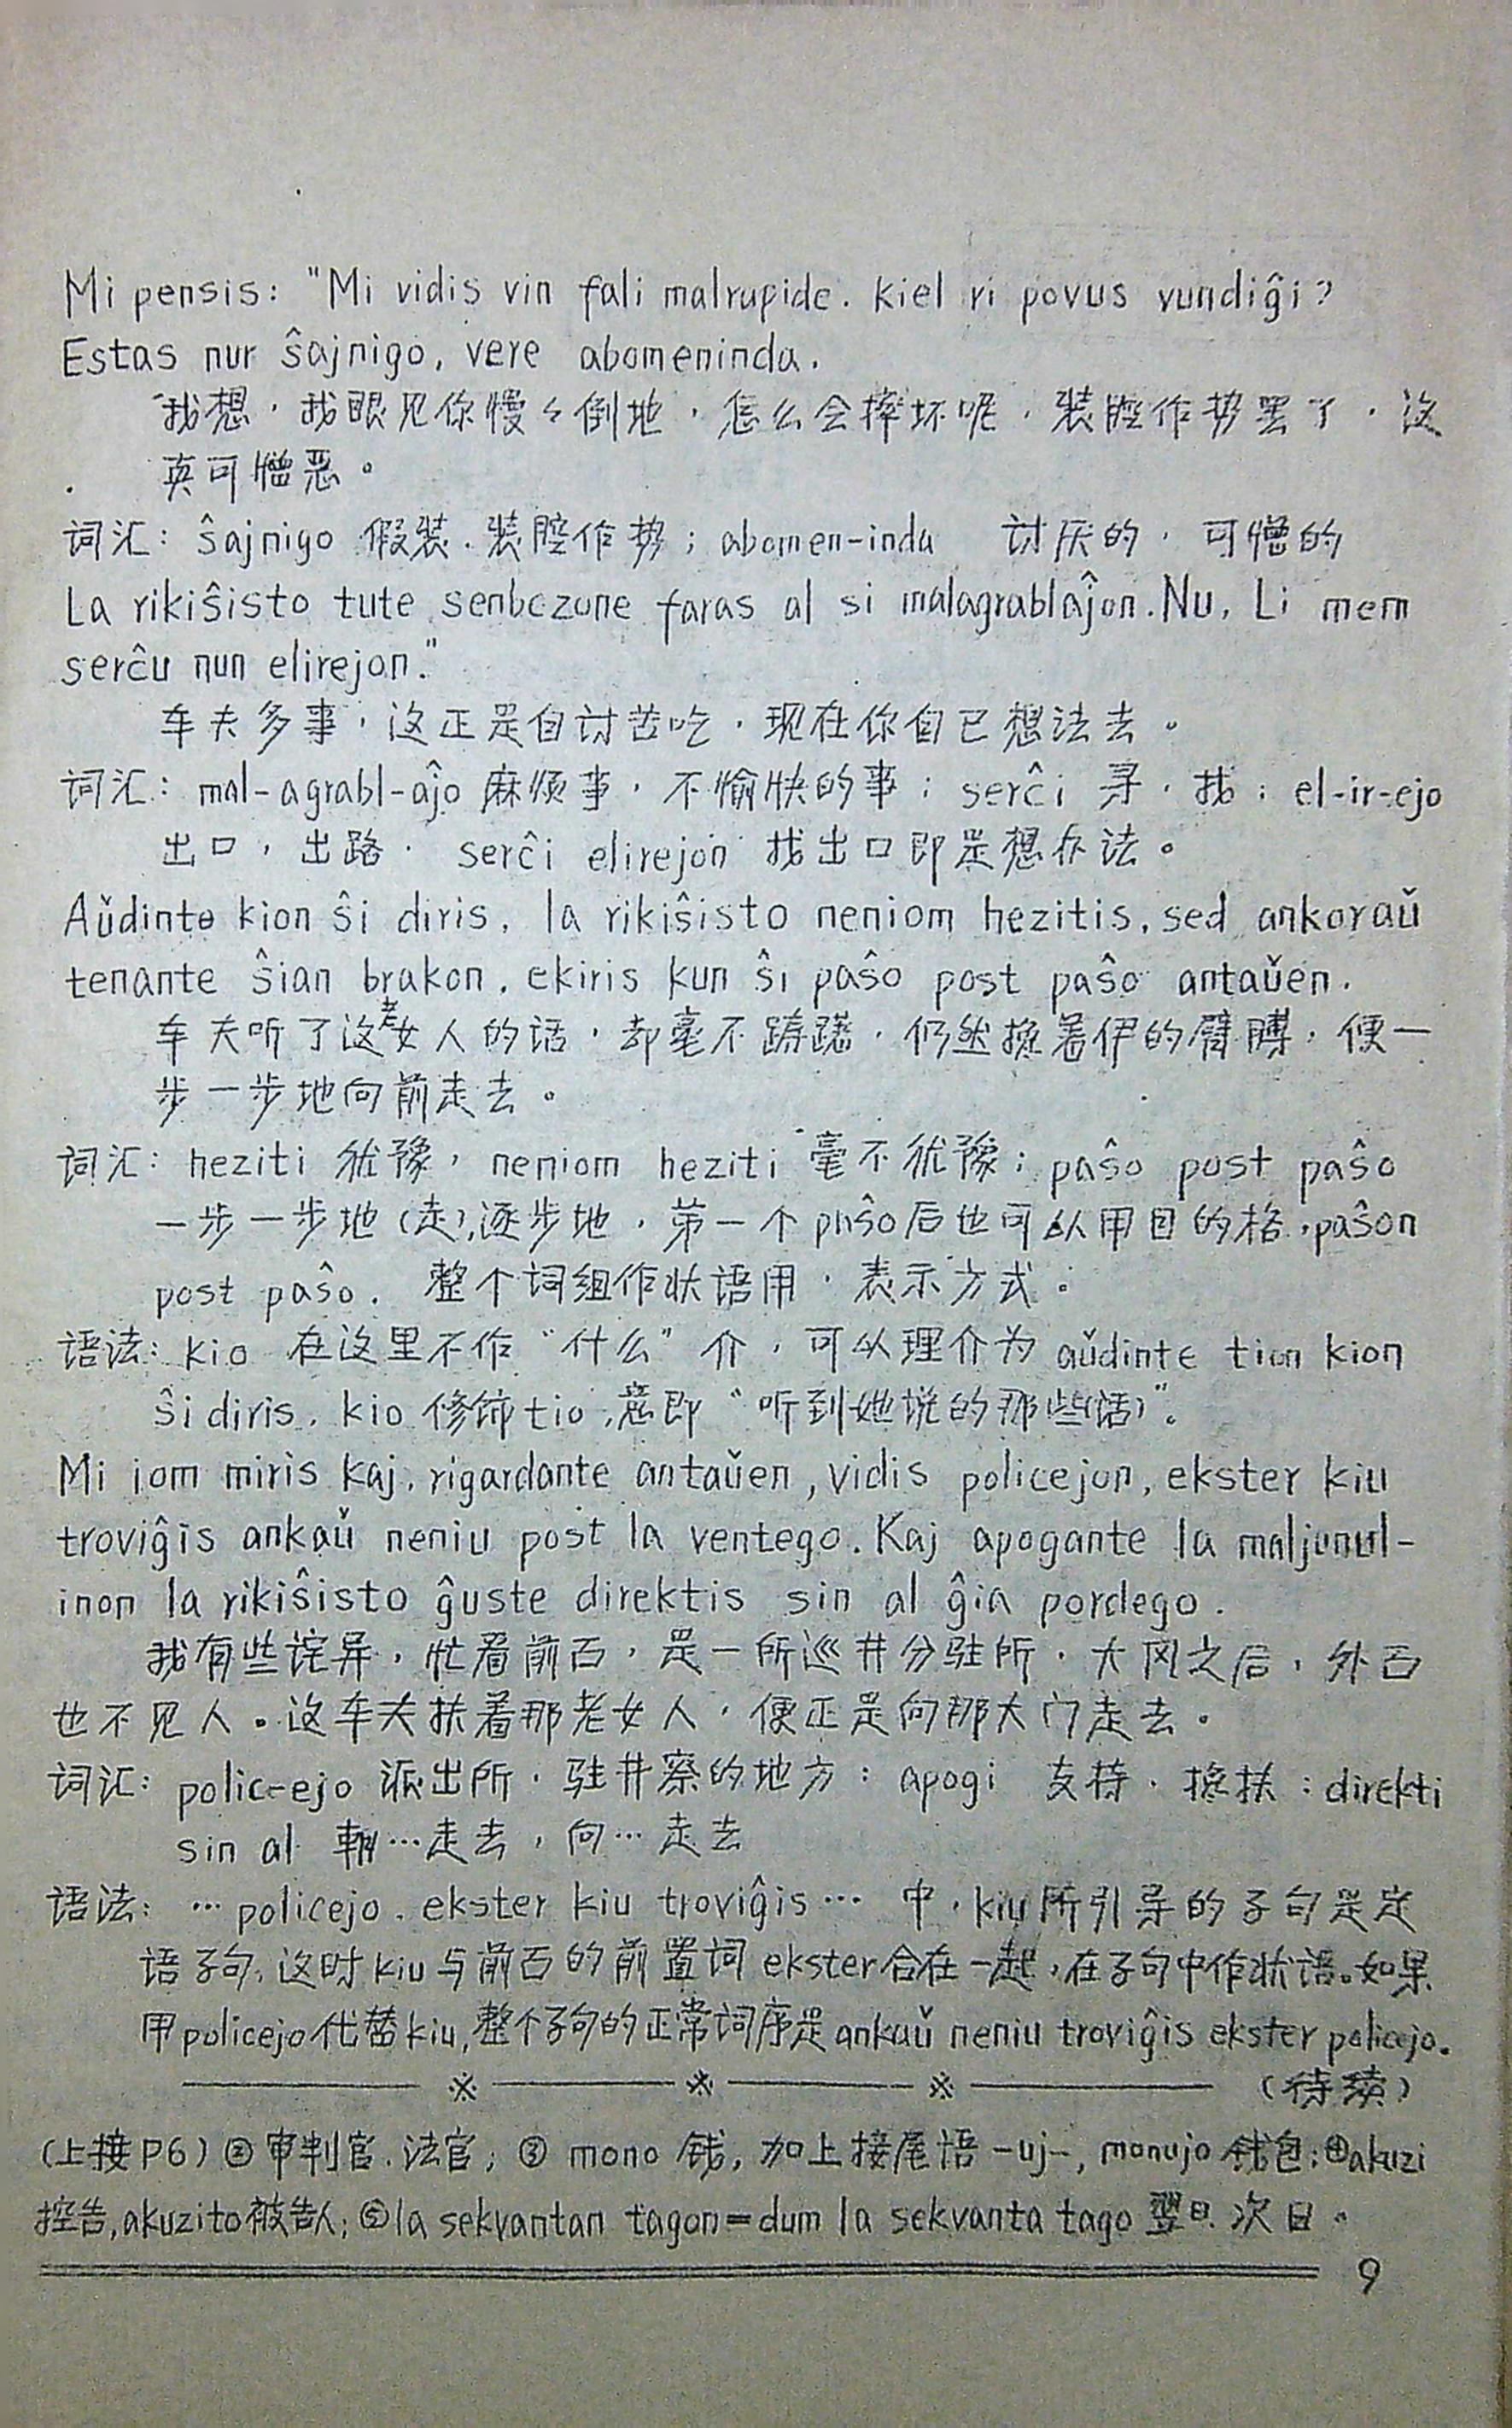 Mi pensis: "Mi vidis vin fali malrapide. Kiel vi povus vundiĝi?
Estas nur ŝajnigo, vere abomeninda.
我想，我眼见你慢々倒地，怎么会摔坏呢，装腔作势罢了，这
真可憎恶。
词汇: ŝajnigo 假装.装腔作势；abomen-inda 讨厌的，可憎的
La rikiŝisto tute senbezone faras al si malagrablaĵon. Nu, Li mem
serĉu nun elirejon."
车夫多事，这正是自讨苦吃，现在你自已想法去。
词汇: mal-agrabl-aĵo 麻烦事，不愉快的事；serĉi 寻，找；el-ir-ejo
出口，出路. serĉi elirejon 找出口即是想办法。
Aŭdinte kion ŝi diris, la rikiŝisto neniom hezitis, sed ankoraŭ
tenante ŝian brakon, ekiris kun ŝi paŝo post paŝo antaŭen.
车夫听了这老女人的话，却毫不踌躇，仍然搀着伊的臂膊，便一
步一步地向前走去。
词汇: heziti 犹豫，neniom heziti 毫不犹豫；paŝo post paŝo
一步一步地(走),逐步地，第一个paŝo后也可以用目的格，paŝon
post paŝo. 整个词组作状语用，表示方式。
语法: kio 在这里不作"什么"介，可以理介为 aŭdinte tion kion
ŝi diris. kio 修饰 tio,意即"听到她说的那些(话)"。
Mi iom miris kaj, rigardante antaŭen, vidis policejon, ekster kiu
troviĝis ankaŭ neniu post la ventego. Kaj apogante la maljunul-
inon la rikiŝisto ĝuste direktis sin al ĝia pordego.
我有些诧异，忙看前面，是一所巡井分驻所，大风之后，外面
也不见人。这车夫扶着那老女人，便正是向那大门走去。
词汇: polic-ejo 派出所，驻井察的地方；apogi 支持，搀扶；direkti
sin al 朝…走去，向…走去
语法: …policejo, ekster kiu troviĝis… 中，kiu所引导的子句是定
语子句,这时kiu与前面的前置词ekster合在一起,在子句中作状语。如果
用policejo代替kiu,整个子句的正常词序是ankaŭ neniu troviĝis ekster policejo.
※ ※ ※ (待续)
(上接P6) ②审判官.法官；③ mono 钱, 加上接尾语-uj-, monujo 钱包；④akuzi
控告,akuzito被告人；⑤la sekvantan tagon=dum la sekvanta tago 翌日.次日。
9